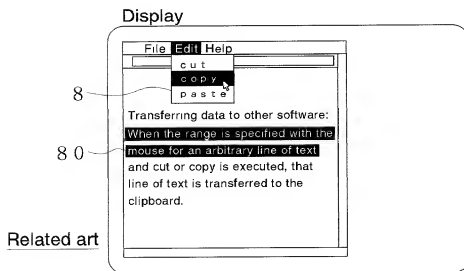 Display
File Edit Help
cut
copy
8 paste
Transferring data to other software:
When the range is specified with the
80 mouse for an arbitrary line of text
and cut or copy is executed, that
line of text is transferred to the
clipboard.
Related art